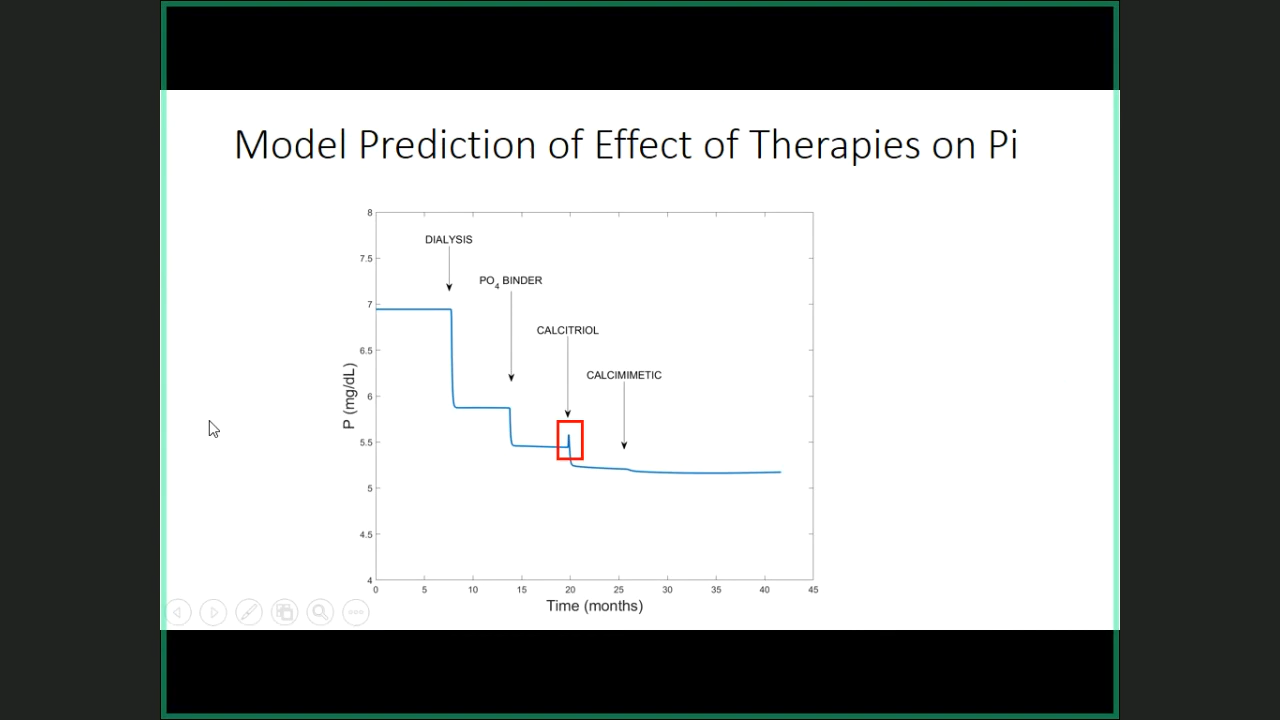 Model Prediction of Effect of Therapies on Pi
8
7.5
7
6.5
6
5.5
5
4.5
4
P (mg/dL)
DIALYSIS
PO4 BINDER
CALCITRIOL
CALCIMIMETIC
0 5 10 15 20 25 30 35 40 45
Time (months)